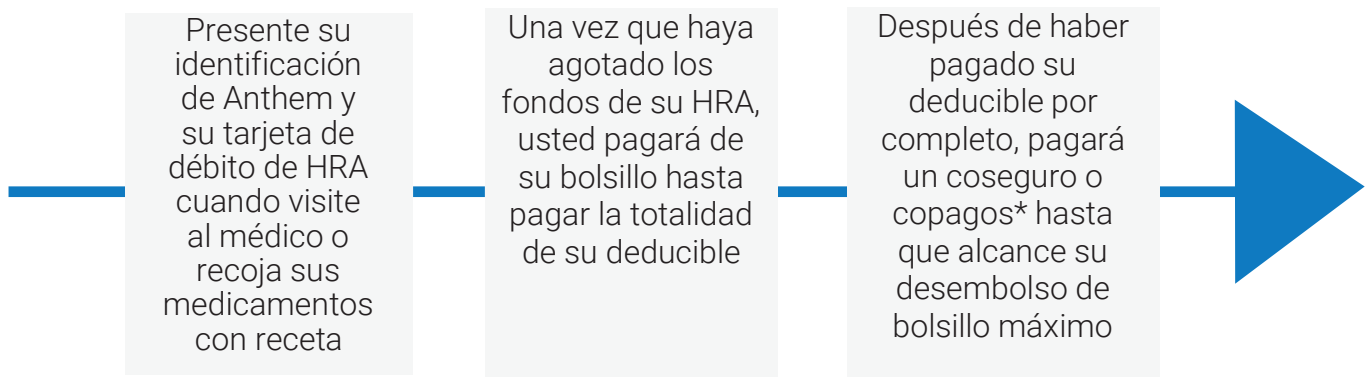 Presente su
identificación
de Anthem y
su tarjeta de
débito de HRA
cuando visite
al médico o
recoja sus
medicamentos
con receta
Una vez que haya
agotado los
fondos de su HRA,
usted pagará de
su bolsillo hasta
pagar la totalidad
de su deducible
Después de haber
pagado su
deducible por
completo, pagará
un coseguro o
copagos* hasta
que alcance su
desembolso de
bolsillo máximo